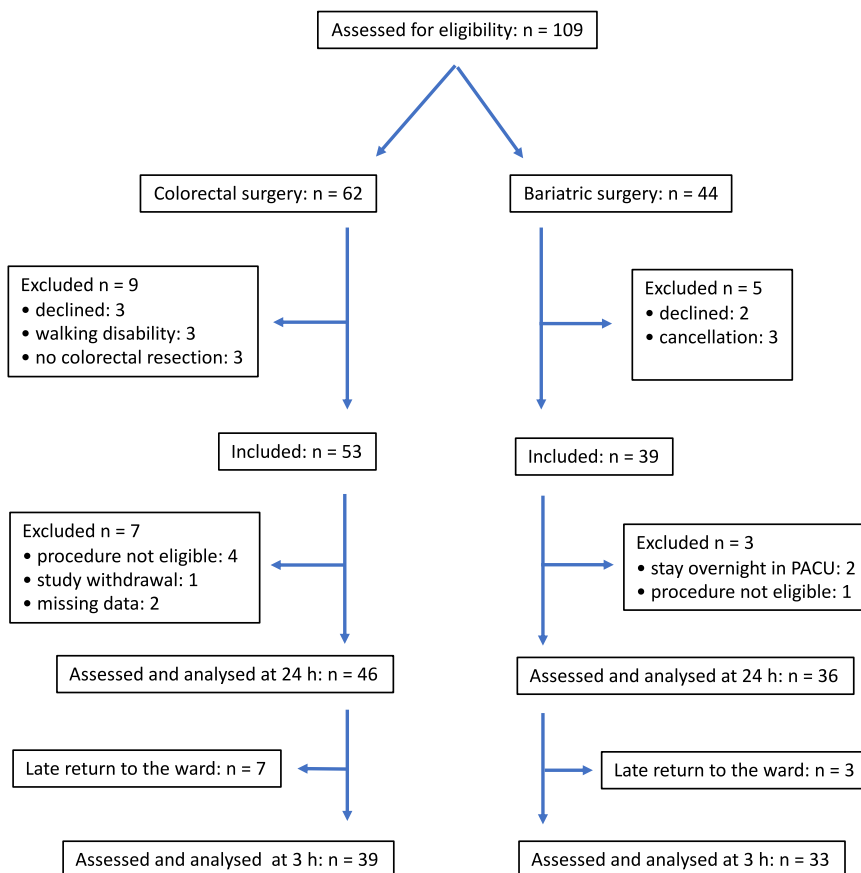 Assessed for eligibility: n = 109
Colorectal surgery: n = 62
Bariatric surgery: n = 44
Excluded n = 9
• declined: 3
• walking disability: 3
• no colorectal resection: 3
Excluded n = 5
• declined: 2
• cancellation: 3
Included: n = 53
Included: n = 39
Excluded n = 7
• procedure not eligible: 4
• study withdrawal: 1
• missing data: 2
Excluded n = 3
• stay overnight in PACU: 2
• procedure not eligible: 1
Assessed and analysed at 24 h: n = 46
Assessed and analysed at 24 h: n = 36
Late return to the ward: n = 7
Late return to the ward: n = 3
Assessed and analysed at 3 h: n = 39
Assessed and analysed at 3 h: n = 33